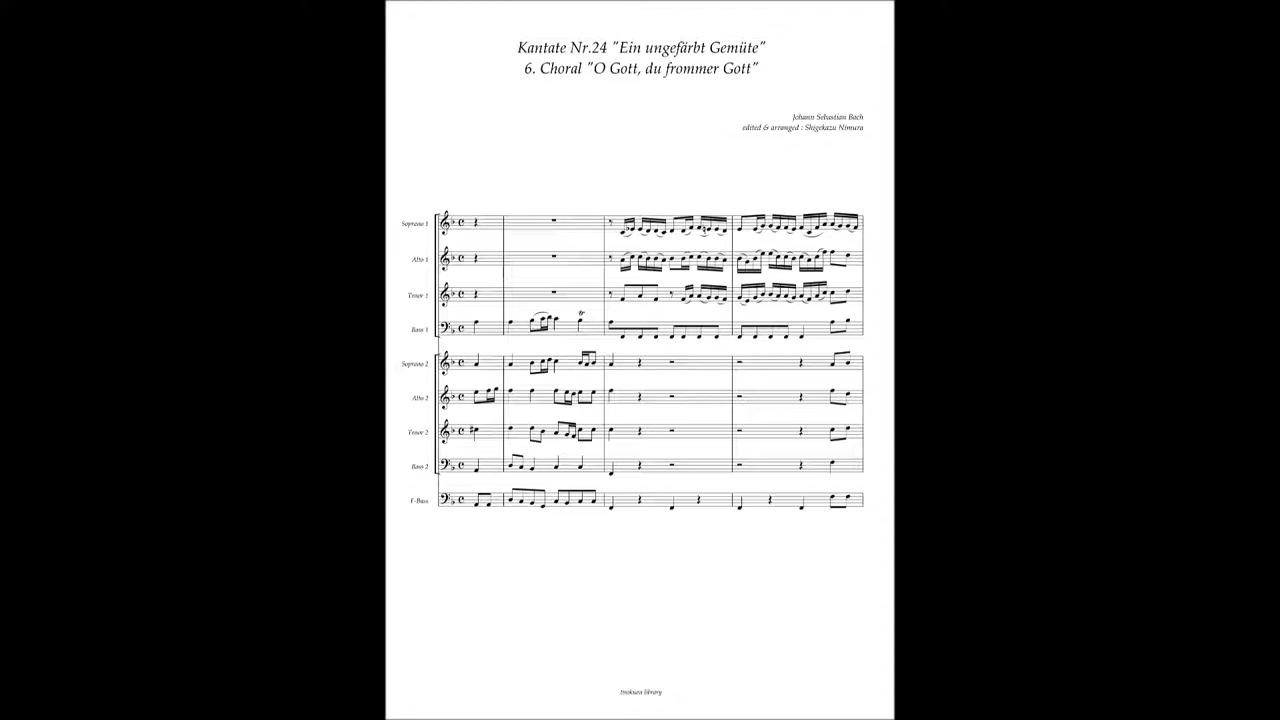 Kantate Nr.24 "Ein ungefärbt Gemüte"
6. Choral "O Gott, du frommer Gott"
Johann Sebastian Bach
edited & arranged : Shigekazu Nimura
Soprano 1
Alto 1
Tenor 1
Bass 1
Soprano 2
Alto 2
Tenor 2
Bass 2
F-Bass
library